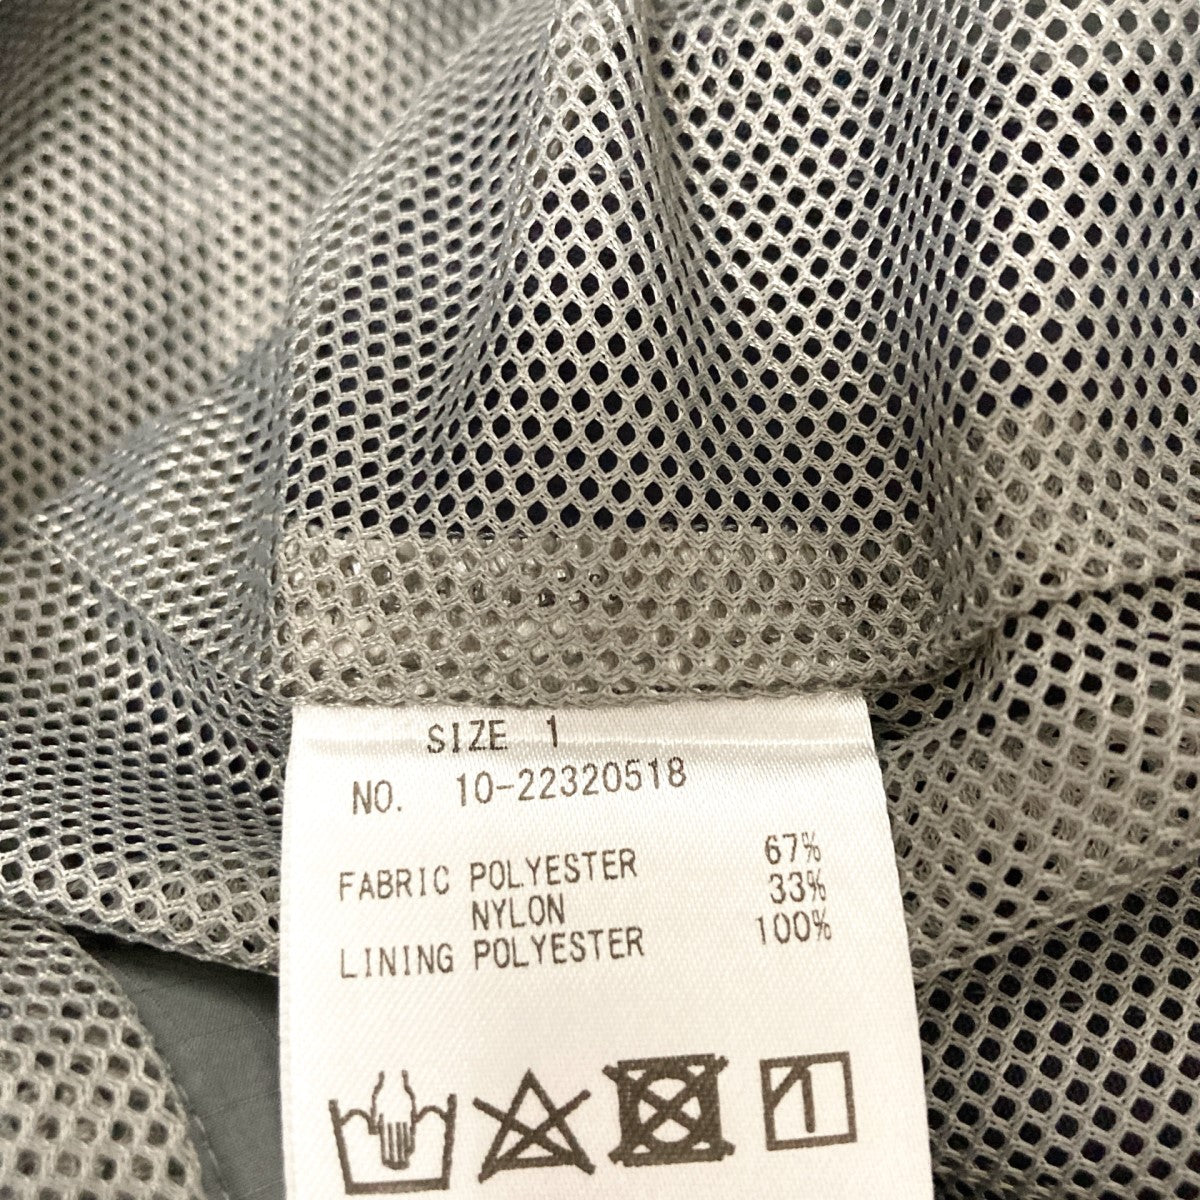 SIZE 1
NO. 10-22320518
FABRIC POLYESTER 67%
NYLON 33%
LINING POLYESTER 100%